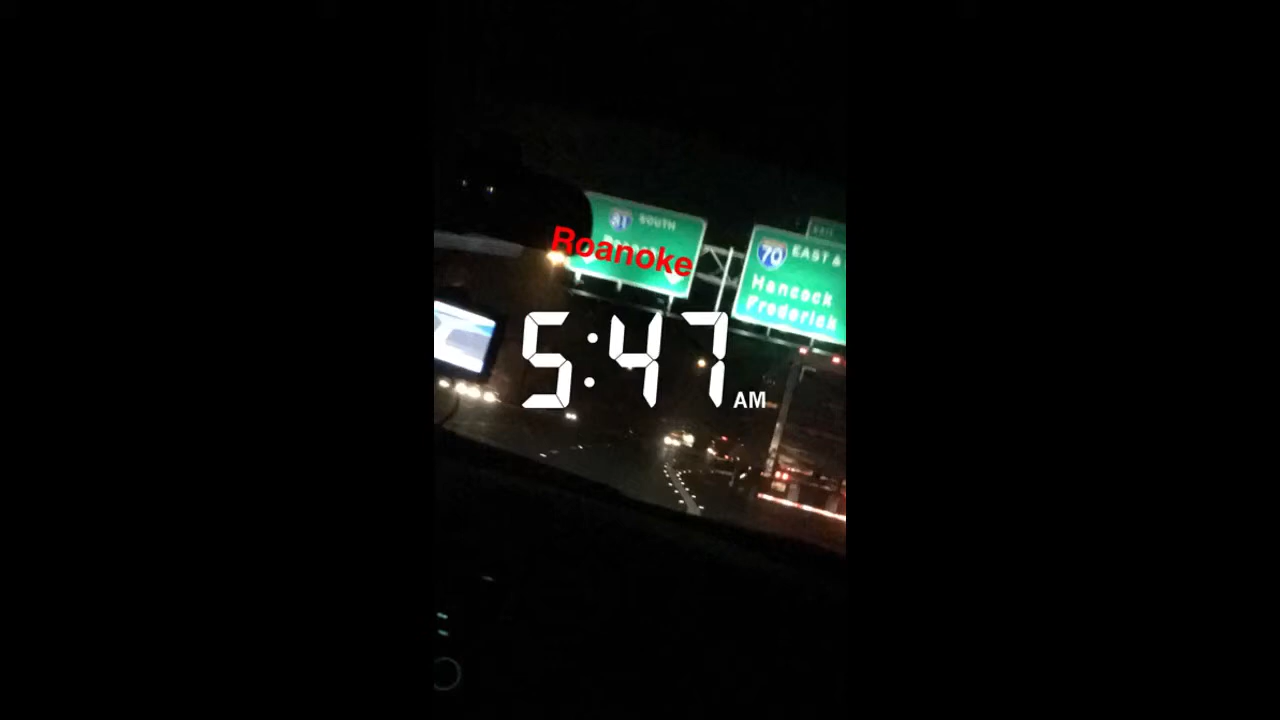 81 SOUTH
Roanoke
70 EAST &
Hancock
Frederick
5:47 AM